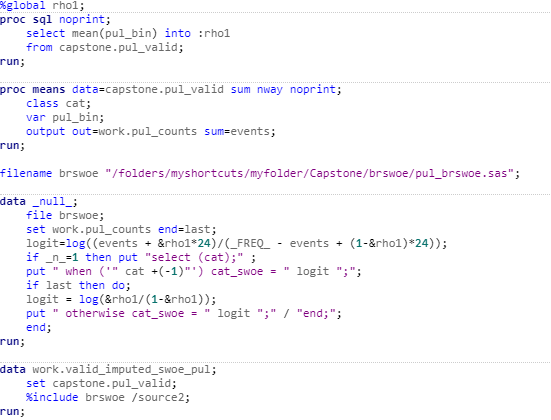 %global rho1;
proc sql noprint;
    select mean(pul_bin) into :rho1
    from capstone.pul_valid;
run;
proc means data=capstone.pul_valid sum nway noprint;
    class cat;
    var pul_bin;
    output out=work.pul_counts sum=events;
run;
filename brswoe "/folders/myshortcuts/myfolder/Capstone/brswoe/pul_brswoe.sas";
data _null_;
    file brswoe;
    set work.pul_counts end=last;
    logit=log((events + &rho1*24)/(_FREQ_ - events + (1-&rho1)*24));
    if _n_=1 then put "select (cat);" ;
    put " when ('" cat +(-1)"') cat_swoe = " logit ";";
    if last then do;
    logit = log(&rho1/(1-&rho1));
    put " otherwise cat_swoe = " logit ";" / "end;";
    end;
run;
data work.valid_imputed_swoe_pul;
    set capstone.pul_valid;
    %include brswoe /source2;
run;